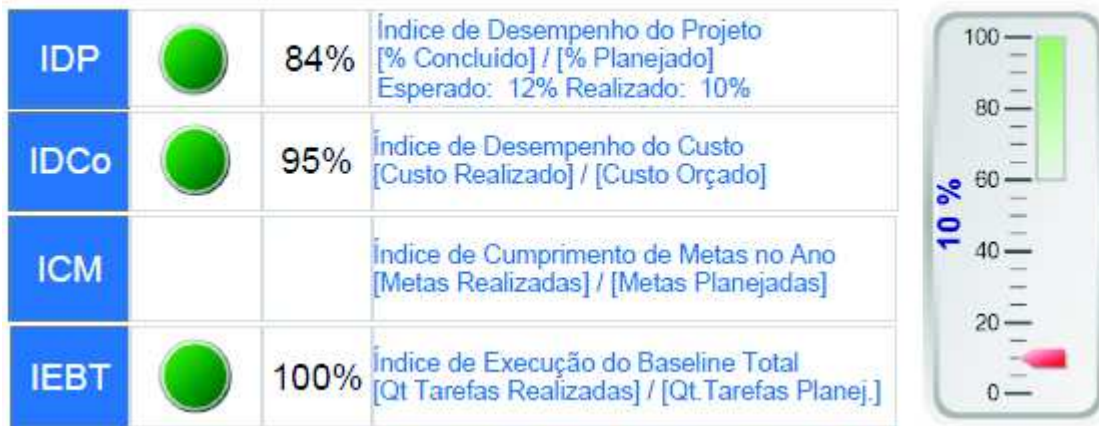 IDP
84%
Índice de Desempenho do Projeto
[% Concluído] / [% Planejado]
Esperado: 12% Realizado: 10%
IDCo
95%
Índice de Desempenho do Custo
[Custo Realizado] / [Custo Orçado]
ICM
Índice de Cumprimento de Metas no Ano
[Metas Realizadas] / [Metas Planejadas]
IEBT
100%
Índice de Execução do Baseline Total
[Qt Tarefas Realizadas] / [Qt.Tarefas Planej.]
10 %
100
80
60
40
20
0